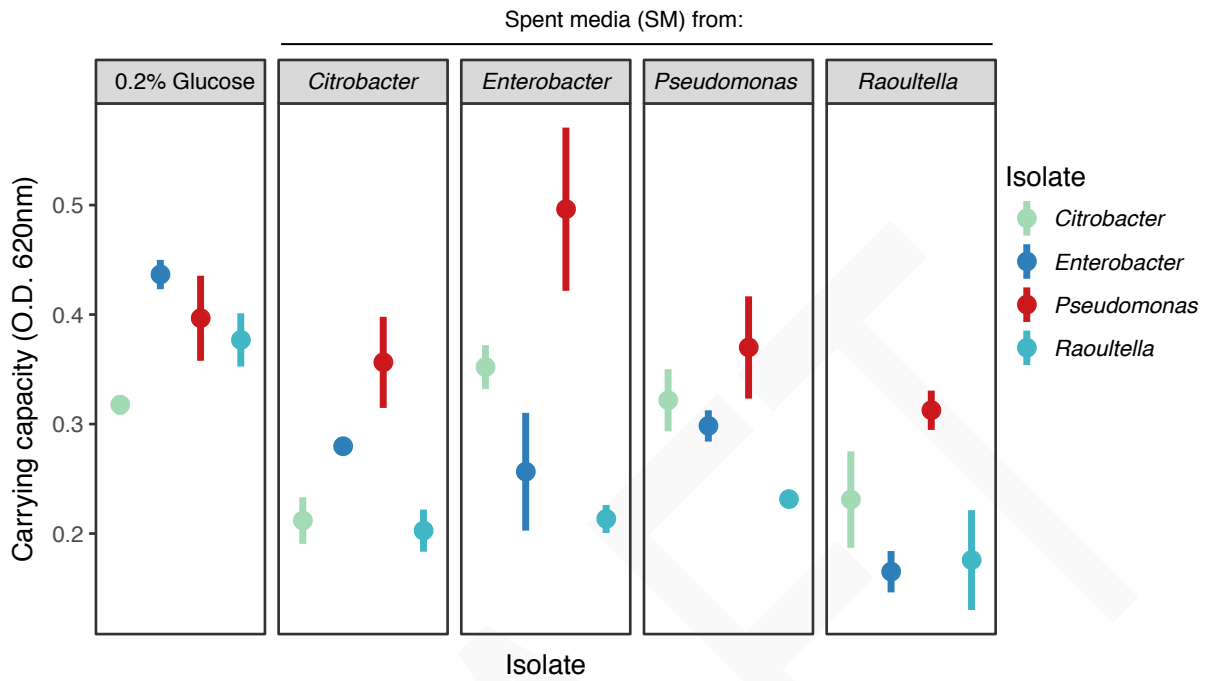 Spent media (SM) from:
0.2% Glucose Citrobacter Enterobacter Pseudomonas Raoultella
Carrying capacity (O.D. 620nm)
0.5
0.4
0.3
0.2
Isolate
Isolate
Citrobacter
Enterobacter
Pseudomonas
Raoultella